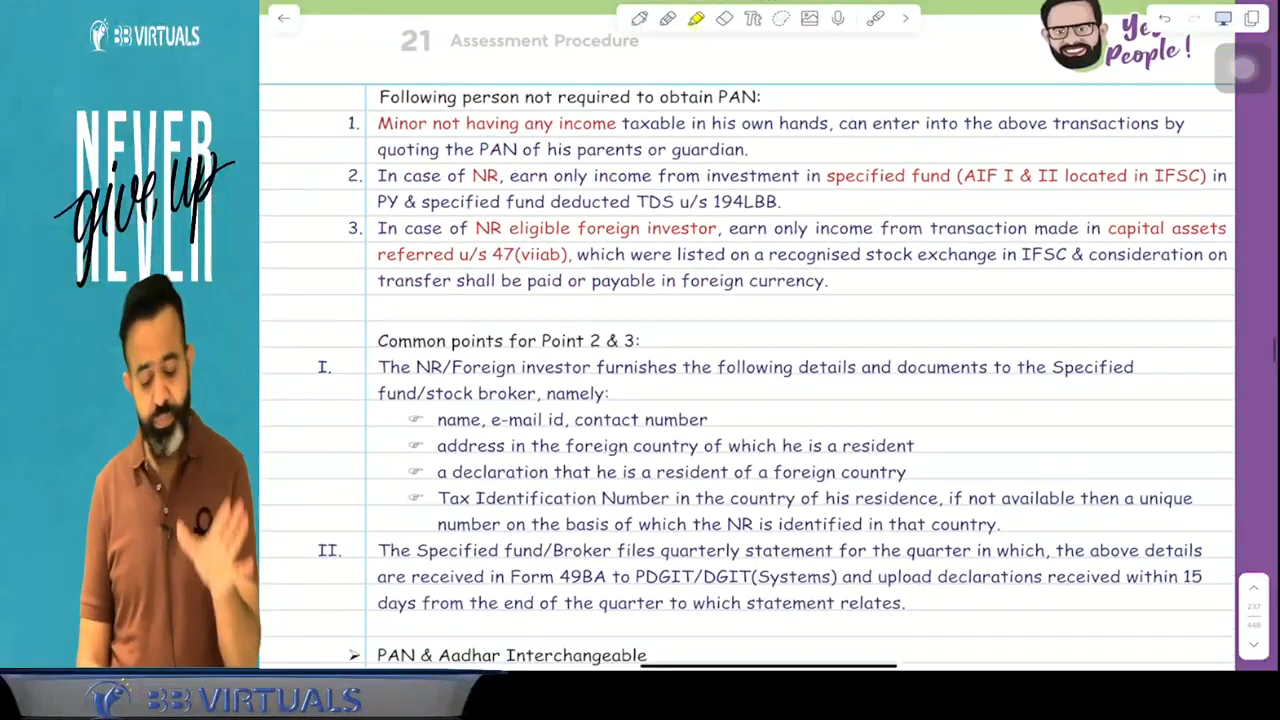 BB VIRTUALS
NEVER
give up
NEVER
21 Assessment Procedure
Tt
People!
Following person not required to obtain PAN:
1. Minor not having any income taxable in his own hands, can enter into the above transactions by
quoting the PAN of his parents or guardian.
2. In case of NR, earn only income from investment in specified fund (AIF I & II located in IFSC) in
PY & specified fund deducted TDS u/s 194LBB.
3. In case of NR eligible foreign investor, earn only income from transaction made in capital assets
referred u/s 47(viiab), which were listed on a recognised stock exchange in IFSC & consideration on
transfer shall be paid or payable in foreign currency.
Common points for Point 2 & 3:
I. The NR/Foreign investor furnishes the following details and documents to the Specified
fund/stock broker, namely:
☞ name, e-mail id, contact number
☞ address in the foreign country of which he is a resident
☞ a declaration that he is a resident of a foreign country
☞ Tax Identification Number in the country of his residence, if not available then a unique
number on the basis of which the NR is identified in that country.
II. The Specified fund/Broker files quarterly statement for the quarter in which, the above details
are received in Form 49BA to PDGIT/DGIT(Systems) and upload declarations received within 15
days from the end of the quarter to which statement relates.
➢ PAN & Aadhar Interchangeable
237
448
BB VIRTUALS